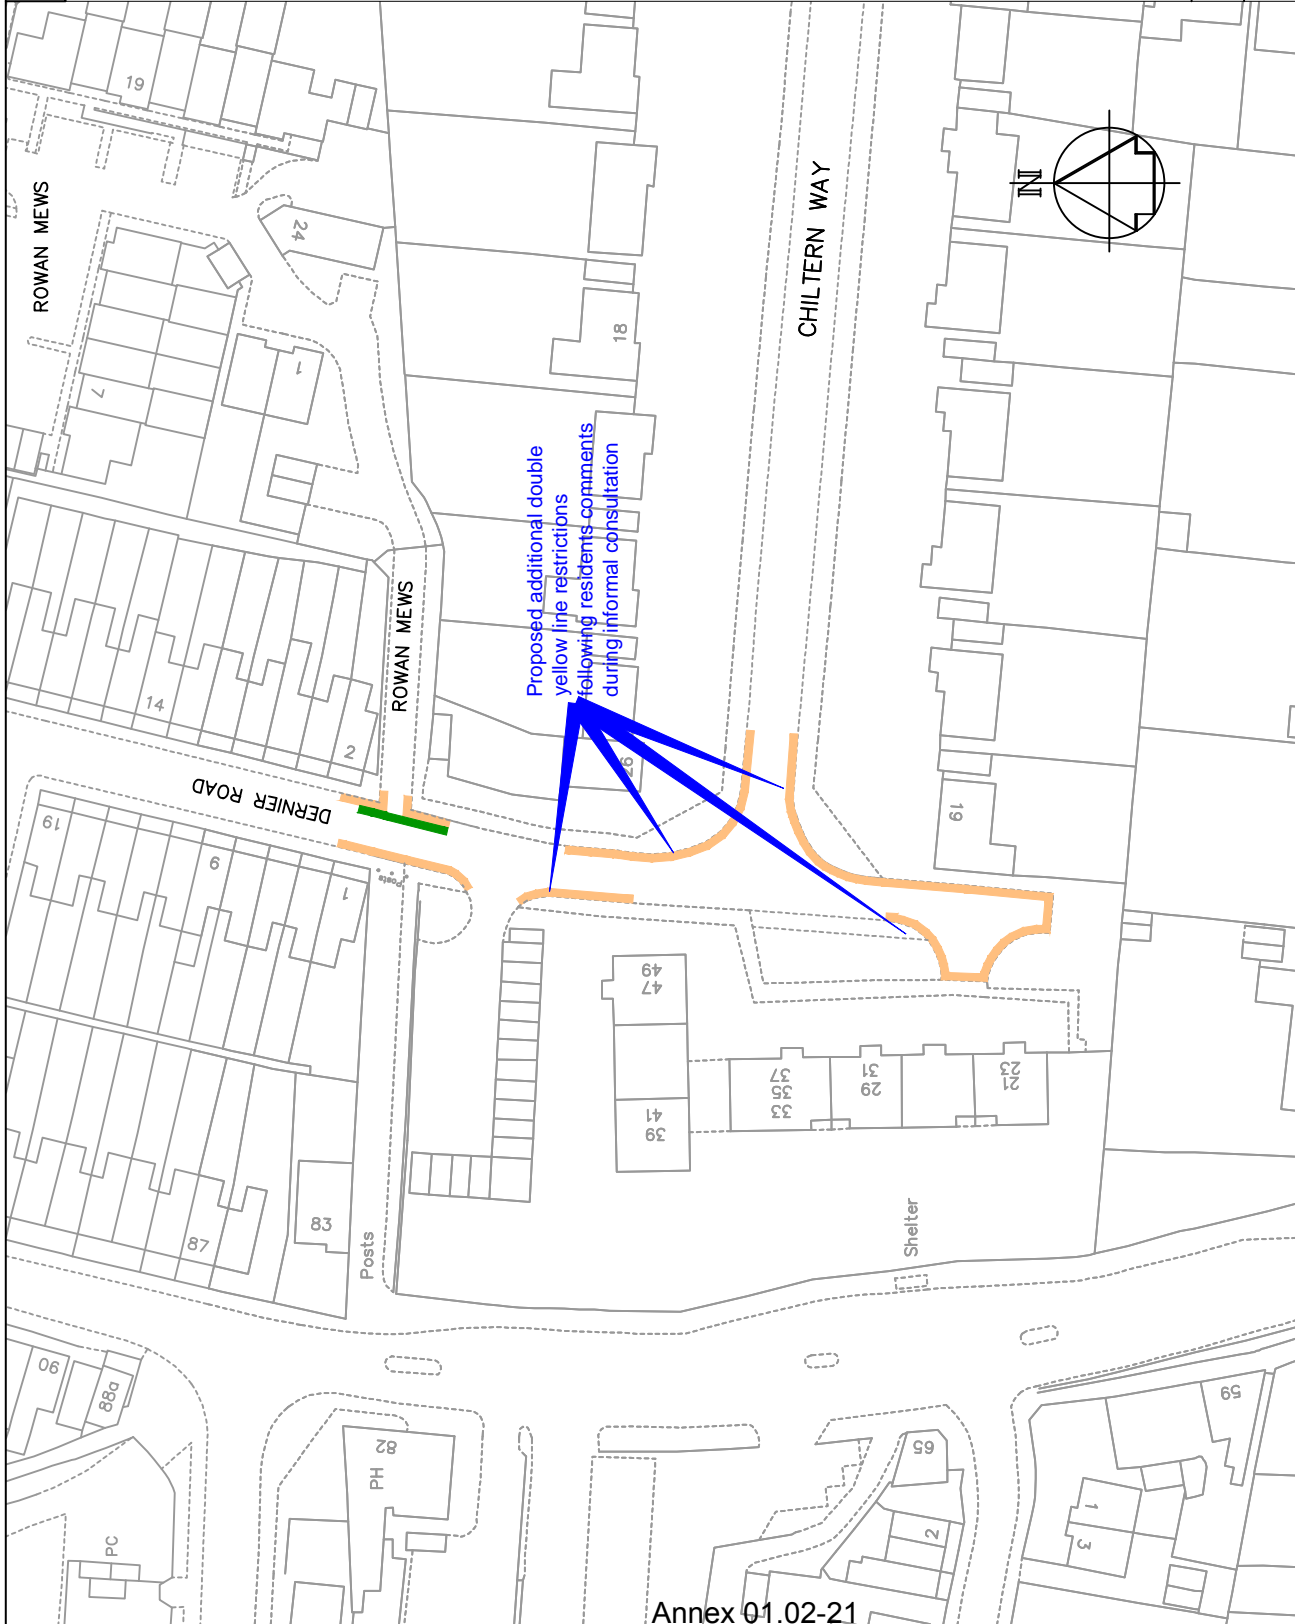 19
ROWAN MEWS
24
7
1
18
CHILTERN WAY
N
Proposed additional double
yellow line restrictions
following residents comments
during informal consultation
14
2
ROWAN MEWS
DERNIER ROAD
26
19
19
9
1
Posts
49
47
41
39
37
35
33
31
29
23
21
87
83
Posts
Shelter
90
88a
82
PH
PC
65
2
59
1
3
Annex 01.02-21